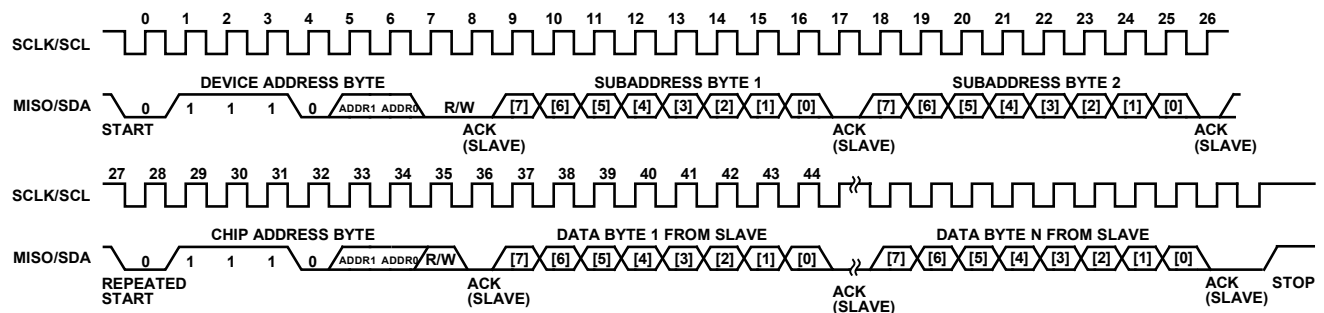 0 1 2 3 4 5 6 7 8 9 10 11 12 13 14 15 16 17 18 19 20 21 22 23 24 25 26
SCLK/SCL
DEVICE ADDRESS BYTE SUBADDRESS BYTE 1 SUBADDRESS BYTE 2
MISO/SDA 0 1 1 1 0 ADDR1 ADDR0 R/W [7] [6] [5] [4] [3] [2] [1] [0] [7] [6] [5] [4] [3] [2] [1] [0]
START ACK (SLAVE) ACK (SLAVE) ACK (SLAVE)
27 28 29 30 31 32 33 34 35 36 37 38 39 40 41 42 43 44
SCLK/SCL
CHIP ADDRESS BYTE DATA BYTE 1 FROM SLAVE DATA BYTE N FROM SLAVE
MISO/SDA 0 1 1 1 0 ADDR1 ADDR0 R/W [7] [6] [5] [4] [3] [2] [1] [0] [7] [6] [5] [4] [3] [2] [1] [0]
REPEATED START ACK (SLAVE) ACK (SLAVE) ACK (SLAVE) STOP